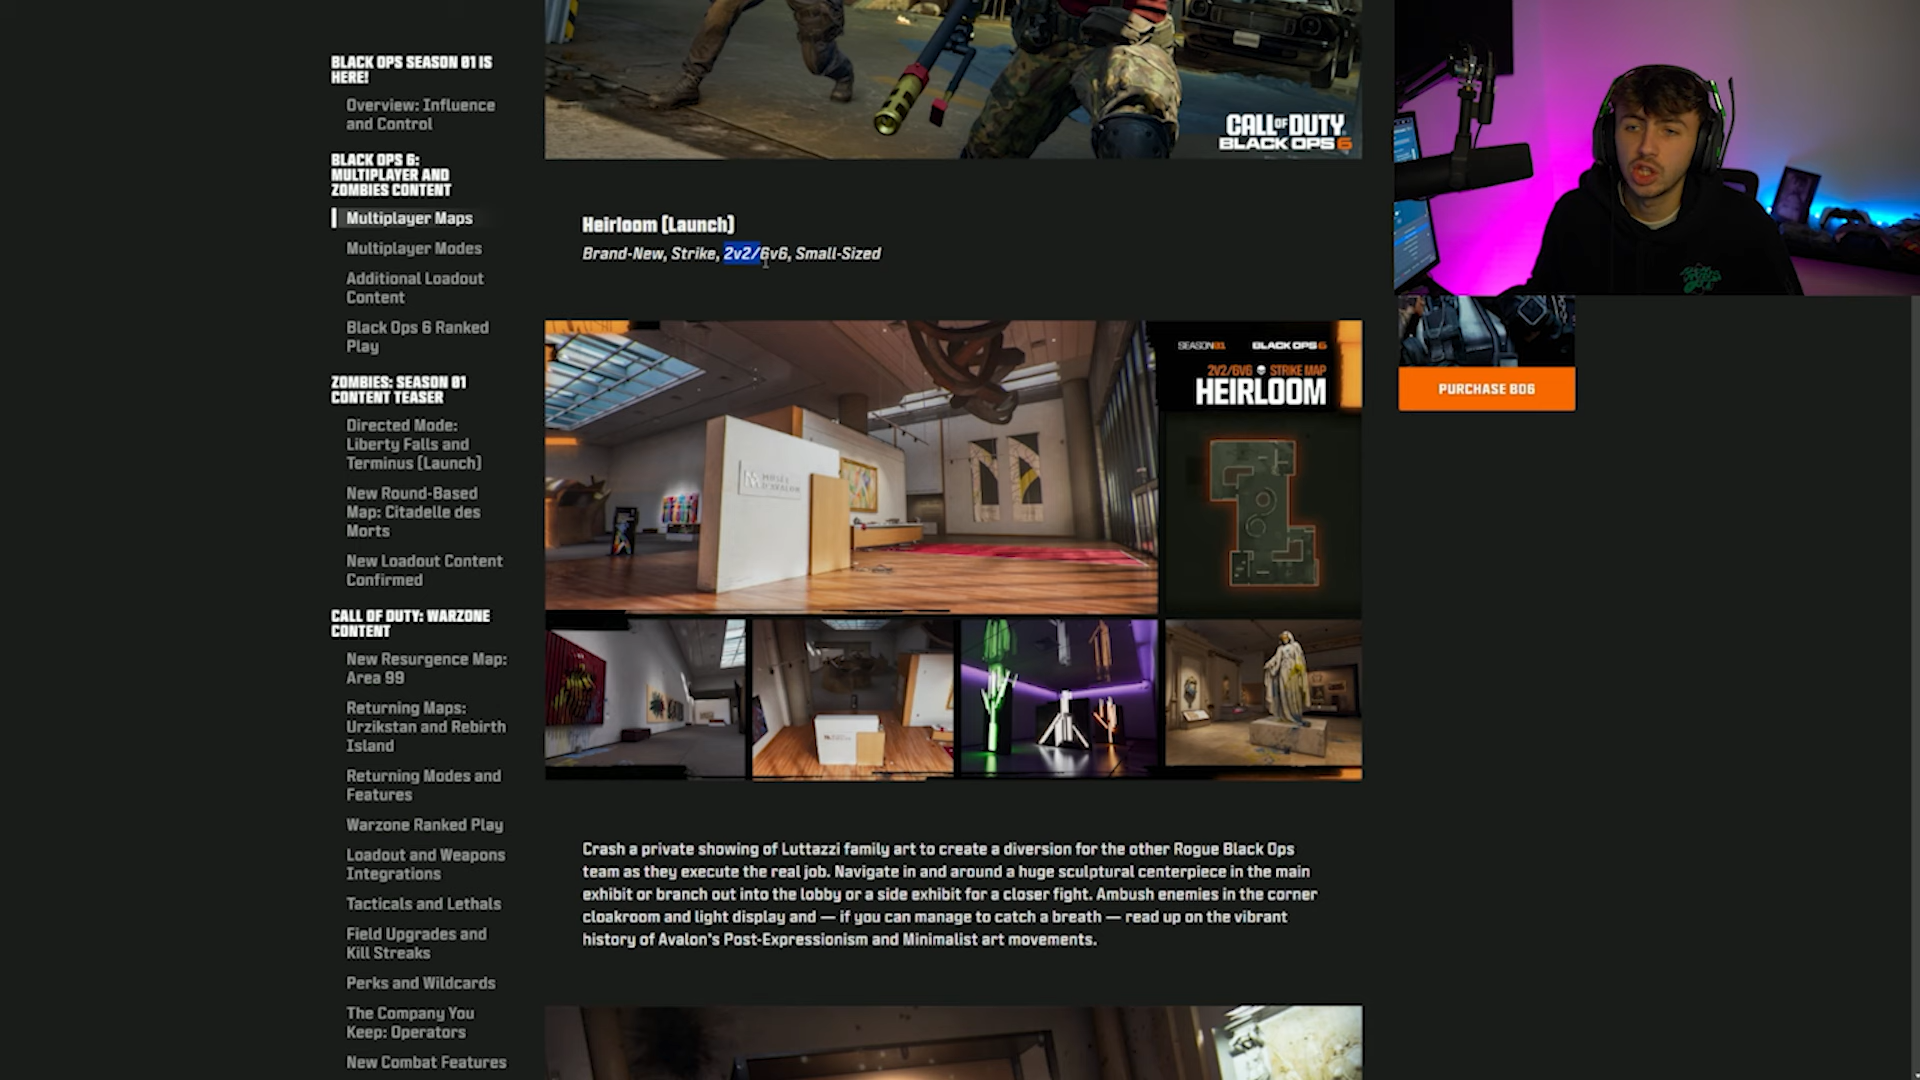 BLACK OPS SEASON 01 IS
HERE!
Overview: Influence
and Control
BLACK OPS 6:
MULTIPLAYER AND
ZOMBIES CONTENT
Multiplayer Maps
Multiplayer Modes
Additional Loadout
Content
Black Ops 6 Ranked
Play
ZOMBIES: SEASON 01
CONTENT TEASER
Directed Mode:
Liberty Falls and
Terminus (Launch)
New Round-Based
Map: Citadelle des
Morts
New Loadout Content
Confirmed
CALL OF DUTY: WARZONE
CONTENT
New Resurgence Map:
Area 99
Returning Maps:
Urzikstan and Rebirth
Island
Returning Modes and
Features
Warzone Ranked Play
Loadout and Weapons
Integrations
Tacticals and Lethals
Field Upgrades and
Kill Streaks
Perks and Wildcards
The Company You
Keep: Operators
New Combat Features
CALL OF DUTY
BLACK OPS 6
Heirloom (Launch)
Brand-New, Strike, 2v2/6v6, Small-Sized
SEASON 01 BLACK OPS 6
2V2/6V6 STRIKE MAP
HEIRLOOM
Crash a private showing of Luttazzi family art to create a diversion for the other Rogue Black Ops
team as they execute the real job. Navigate in and around a huge sculptural centerpiece in the main
exhibit or branch out into the lobby or a side exhibit for a closer fight. Ambush enemies in the corner
cloakroom and light display and — if you can manage to catch a breath — read up on the vibrant
history of Avalon's Post-Expressionism and Minimalist art movements.
PURCHASE BO6